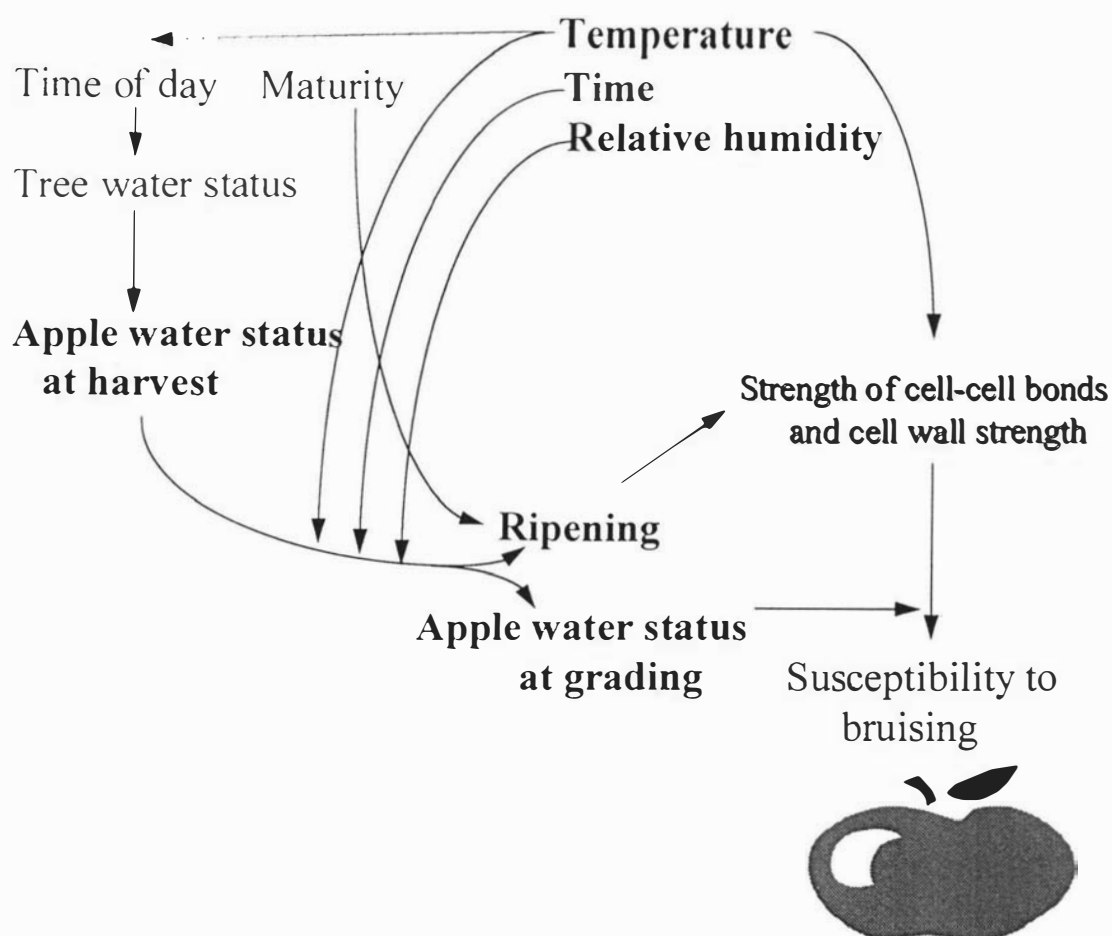 Temperature
Time of day
Maturity
Time
Relative humidity
Tree water status
Apple water status
at harvest
Strength of cell-cell bonds
and cell wall strength
Ripening
Apple water status
at grading
Susceptibility to
bruising